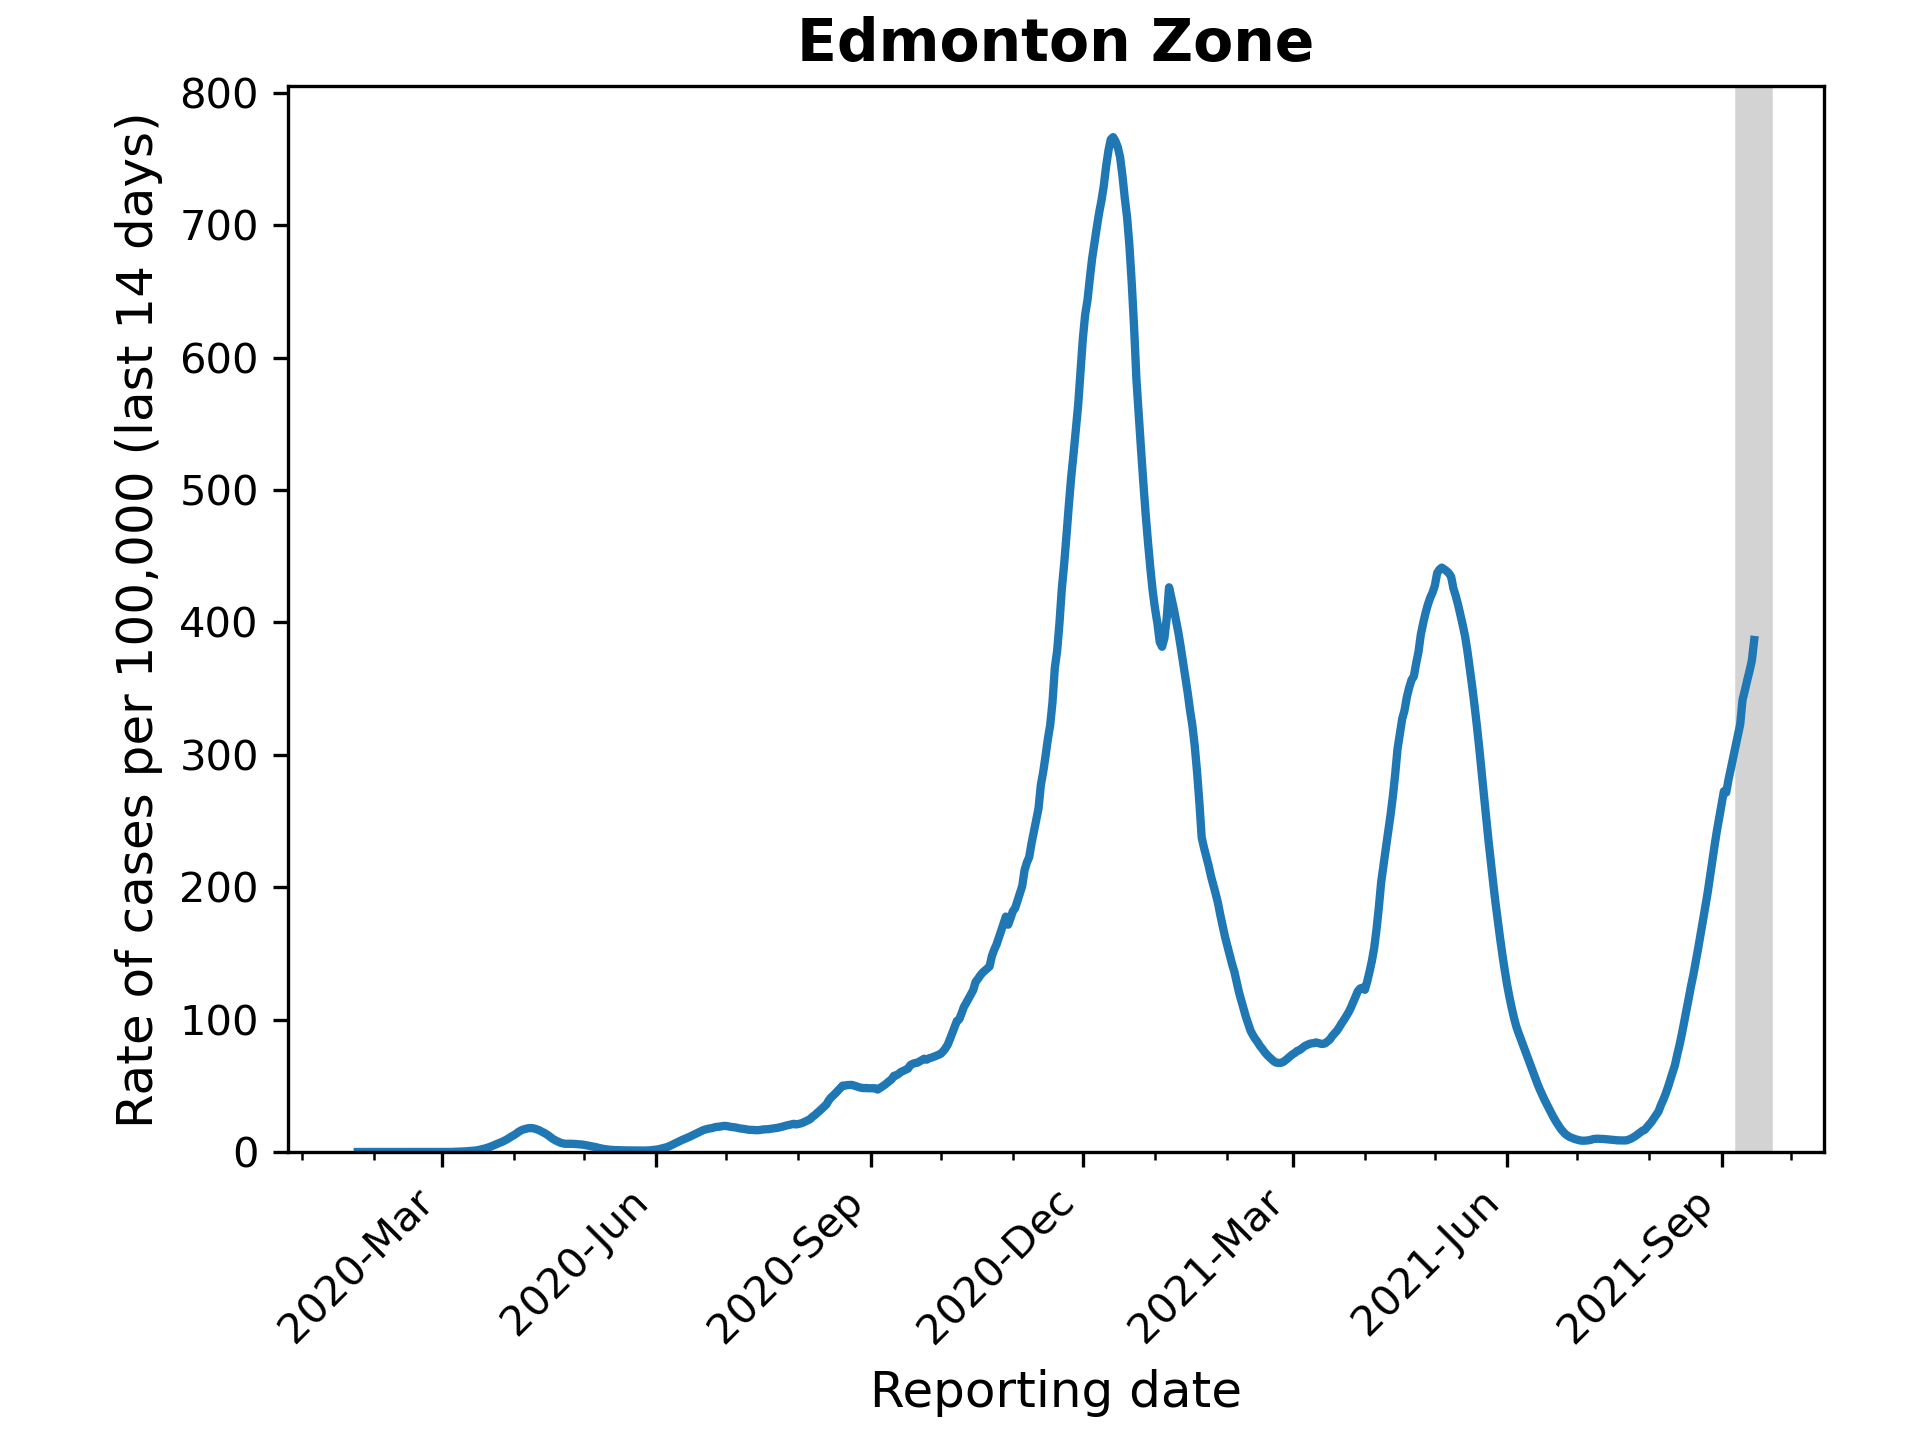 Edmonton Zone
Rate of cases per 100,000 (last 14 days)
800
700
600
500
400
300
200
100
0
2020-Mar
2020-Jun
2020-Sep
2020-Dec
2021-Mar
2021-Jun
2021-Sep
Reporting date